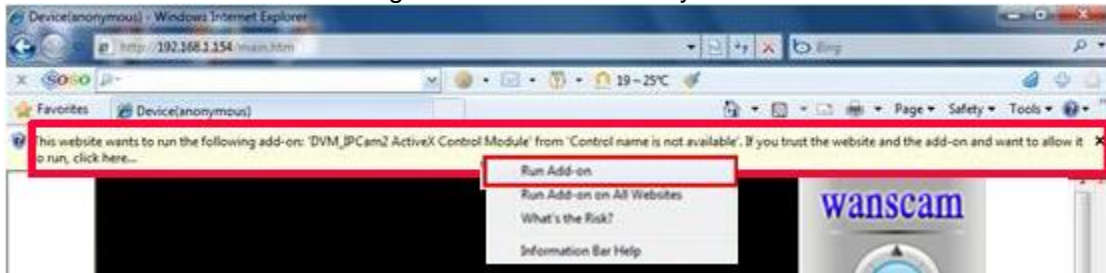 Device(anonymous) - Windows Internet Explorer
http://192.168.1.154/main.htm
Bing
SOSO
19~25℃
Favorites
Device(anonymous)
Page
Safety
Tools
This website wants to run the following add-on: 'DVM_IPCam2 ActiveX Control Module' from 'Control name is not available'. If you trust the website and the add-on and want to allow it
o run, click here...
Run Add-on
Run Add-on on All Websites
What's the Risk?
Information Bar Help
wanscam